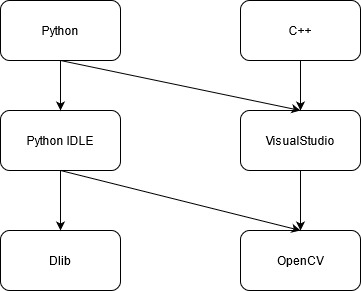 Python
C++
Python IDLE
VisualStudio
Dlib
OpenCV